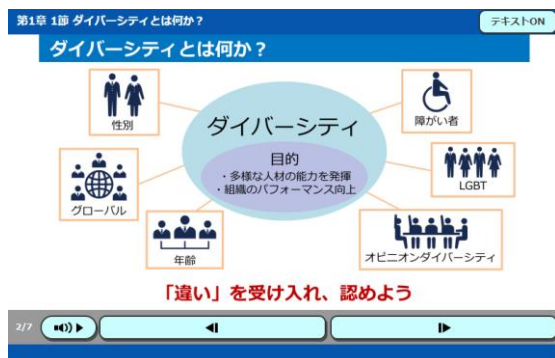 第1章 1節 ダイバーシティとは何か？
テキストON
ダイバーシティとは何か？
性別
障がい者
ダイバーシティ
目的
・多様な人材の能力を発揮
・組織のパフォーマンス向上
グローバル
LGBT
年齢
オピニオンダイバーシティ
「違い」を受け入れ、認めよう
2/7